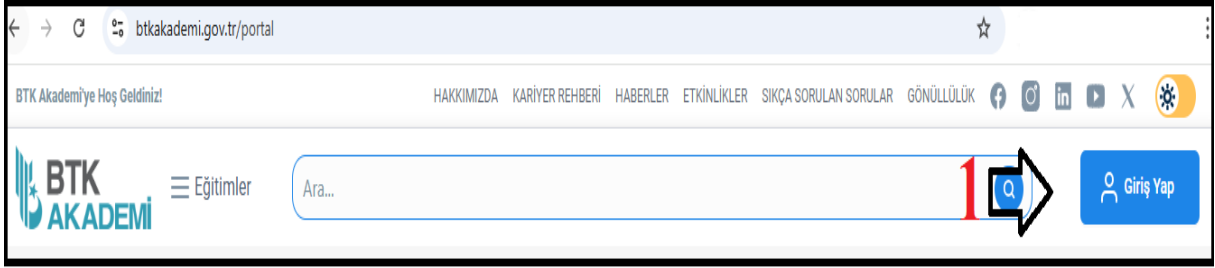 btkakademi.gov.tr/portal
BTK Akademi'ye Hoş Geldiniz! HAKKIMIZDA KARİYER REHBERİ HABERLER ETKİNLİKLER SIKÇA SORULAN SORULAR GÖNÜLLÜLÜK
BTK AKADEMİ Eğitimler Ara... 1 Giriş Yap